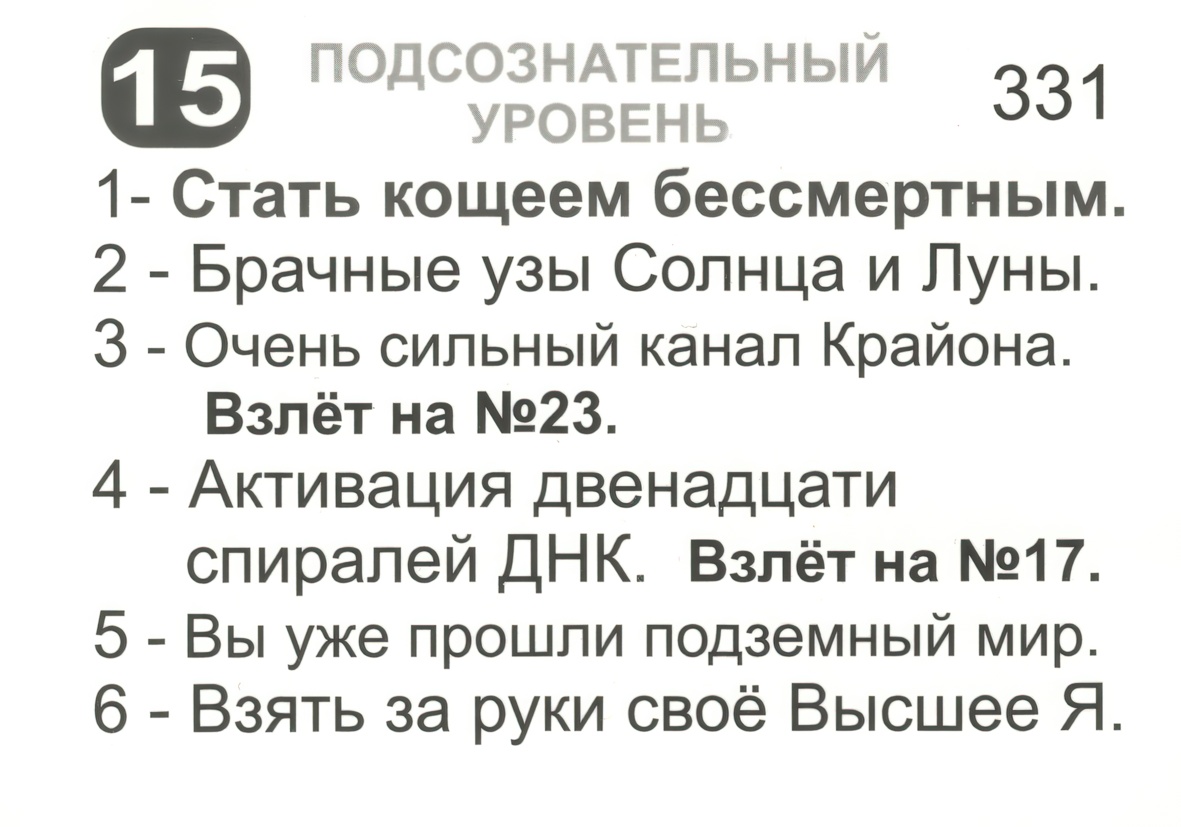 15
ПОДСОЗНАТЕЛЬНЫЙ
УРОВЕНЬ
331
1- Стать кощеем бессмертным.
2 - Брачные узы Солнца и Луны.
3 - Очень сильный канал Крайона.
Взлёт на №23.
4 - Активация двенадцати
спиралей ДНК. Взлёт на №17.
5 - Вы уже прошли подземный мир.
6 - Взять за руки своё Высшее Я.